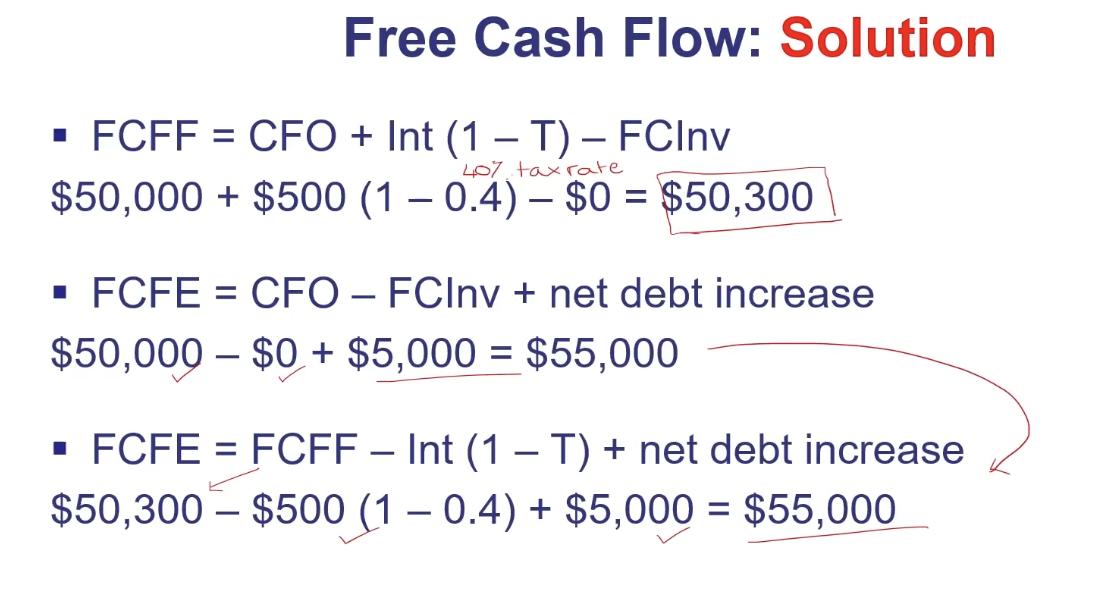 Free Cash Flow: Solution
▪ FCFF = CFO + Int (1 – T) – FCInv
40% tax rate
$50,000 + $500 (1 – 0.4) – $0 = $50,300
▪ FCFE = CFO – FCInv + net debt increase
$50,000 – $0 + $5,000 = $55,000
▪ FCFE = FCFF – Int (1 – T) + net debt increase
$50,300 – $500 (1 – 0.4) + $5,000 = $55,000